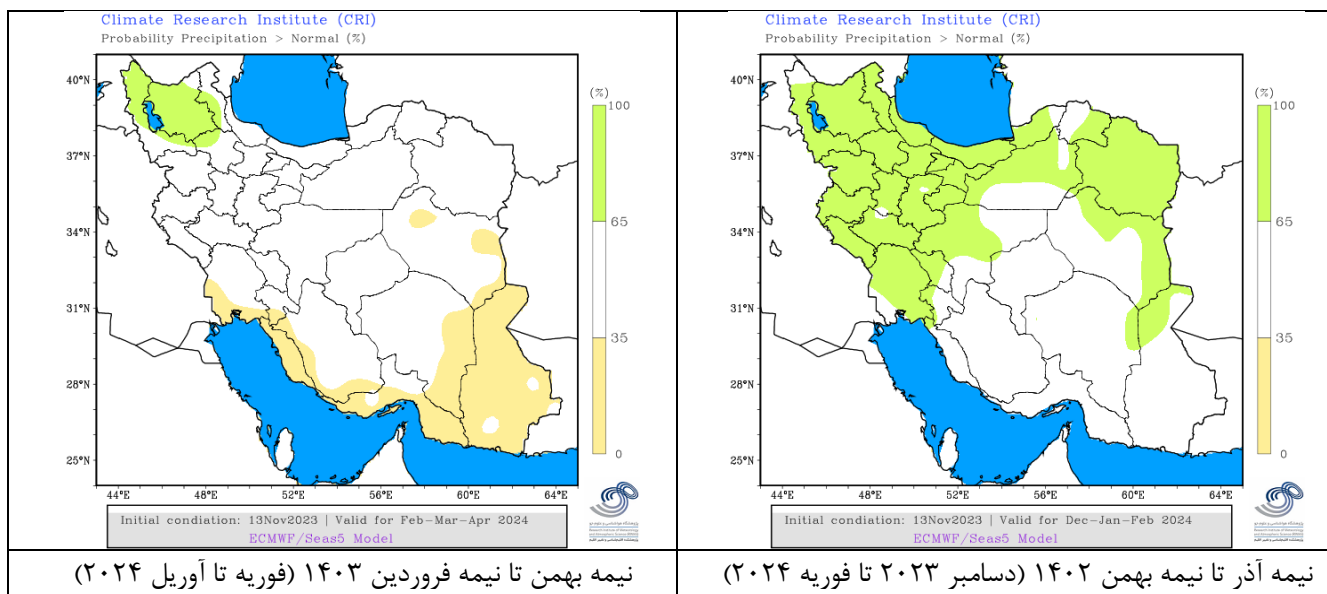 Climate Research Institute (CRI)
Probability Precipitation > Normal (%)
40°N
37°N
34°N
31°N
28°N
25°N
44°E 48°E 52°E 56°E 60°E 64°E
(%)
100
65
35
0
Initial condiation: 13Nov2023 | Valid for Feb-Mar-Apr 2024
ECMWF/Seas5 Model
نیمه بهمن تا نیمه فروردین ۱۴۰۳ (فوریه تا آوریل ۲۰۲۴)
Climate Research Institute (CRI)
Probability Precipitation > Normal (%)
40°N
37°N
34°N
31°N
28°N
25°N
44°E 48°E 52°E 56°E 60°E 64°E
(%)
100
65
35
0
Initial condiation: 13Nov2023 | Valid for Dec-Jan-Feb 2024
ECMWF/Seas5 Model
نیمه آذر تا نیمه بهمن ۱۴۰۲ (دسامبر ۲۰۲۳ تا فوریه ۲۰۲۴)